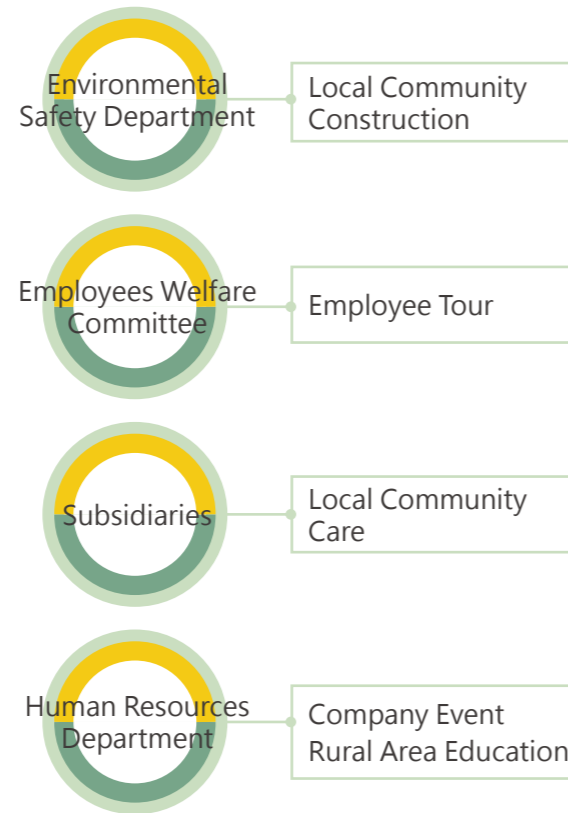 Environmental
Safety Department
Local Community
Construction
Employees Welfare
Committee
Employee Tour
Subsidiaries
Local Community
Care
Human Resources
Department
Company Event
Rural Area Education